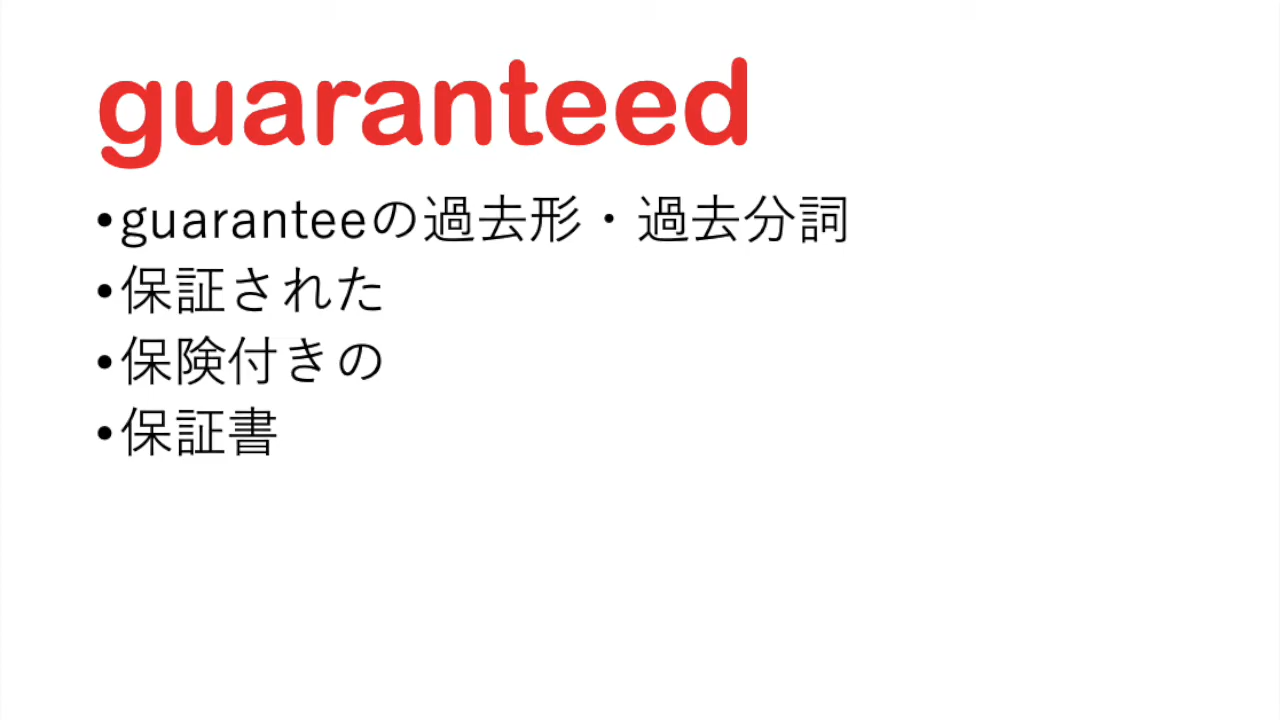 guaranteed
•guaranteeの過去形・過去分詞
•保証された
•保険付きの
•保証書